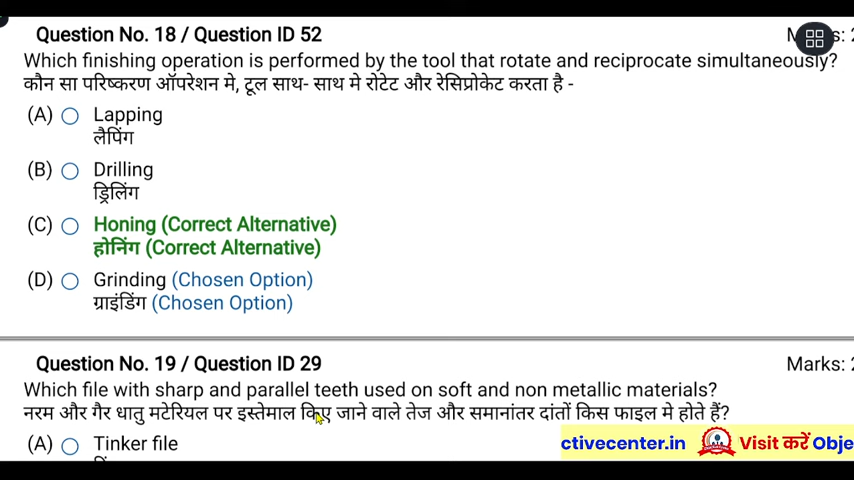 Question No. 18 / Question ID 52
Which finishing operation is performed by the tool that rotate and reciprocate simultaneously?
कौन सा परिष्करण ऑपरेशन मे, टूल साथ- साथ मे रोटेट और रेसिप्रोकेट करता है -
(A) Lapping
लैपिंग
(B) Drilling
ड्रिलिंग
(C) Honing (Correct Alternative)
होनिंग (Correct Alternative)
(D) Grinding (Chosen Option)
ग्राइंडिंग (Chosen Option)
Question No. 19 / Question ID 29
Marks:
Which file with sharp and parallel teeth used on soft and non metallic materials?
नरम और गैर धातु मटेरियल पर इस्तेमाल किए जाने वाले तेज और समानांतर दांतों किस फाइल मे होते हैं?
(A) Tinker file
ctivecenter.in Visit करें Obje